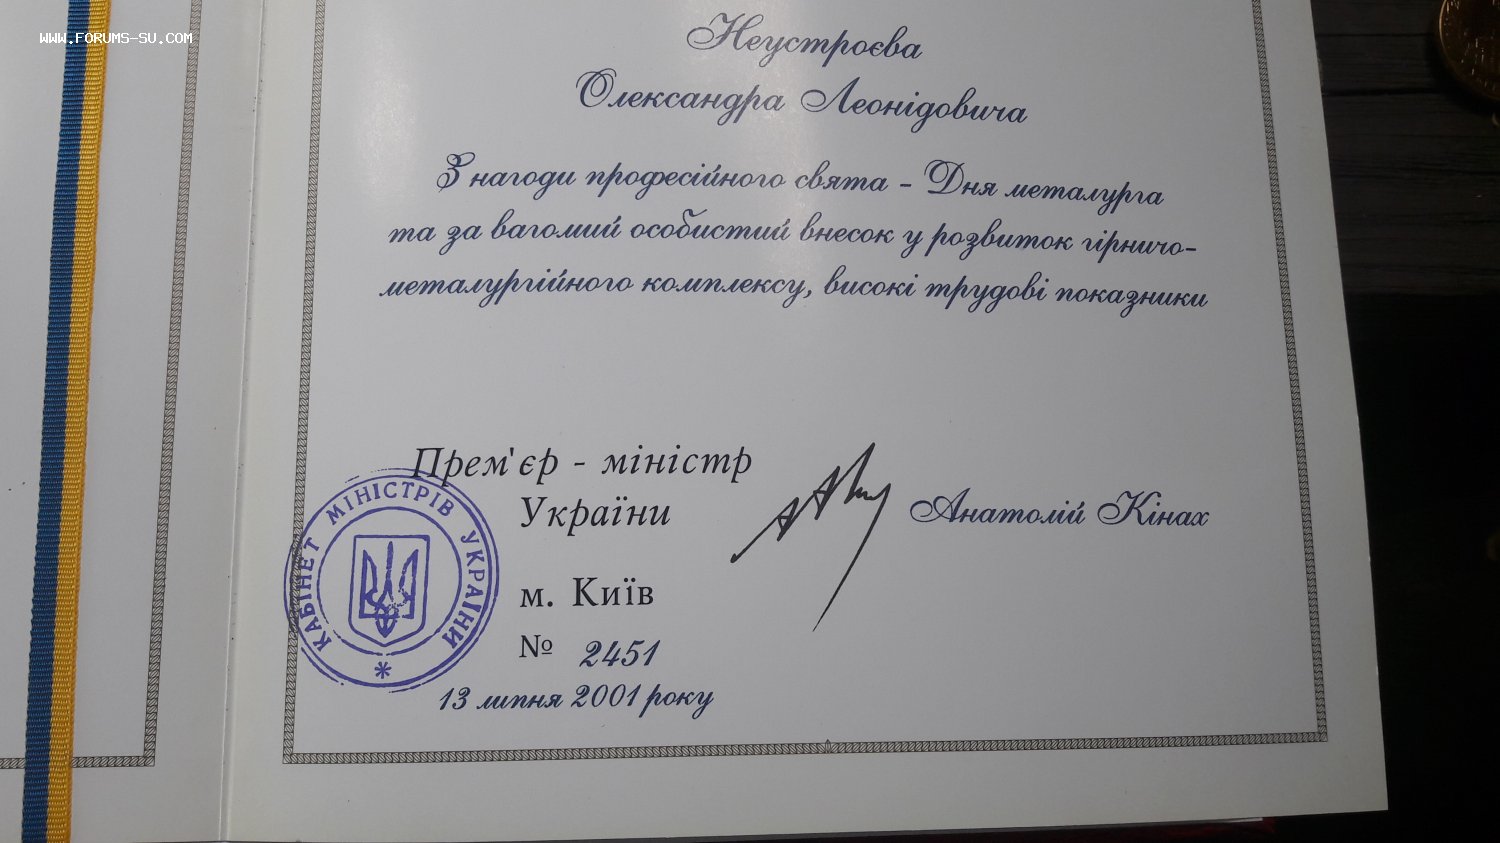 WWW.FORUMS-SU.COM
Неустроєва
Олександра Леонідовича
З нагоди професійного свята - Дня металурга
та за вагомий особистий внесок у розвиток гірничо-
металургійного комплексу, високі трудові показники
Прем'єр - міністр
України
Анатолій Кінах
КАБІНЕТ МІНІСТРІВ УКРАЇНИ
*
м. Київ
№ 2451
13 липня 2001 року